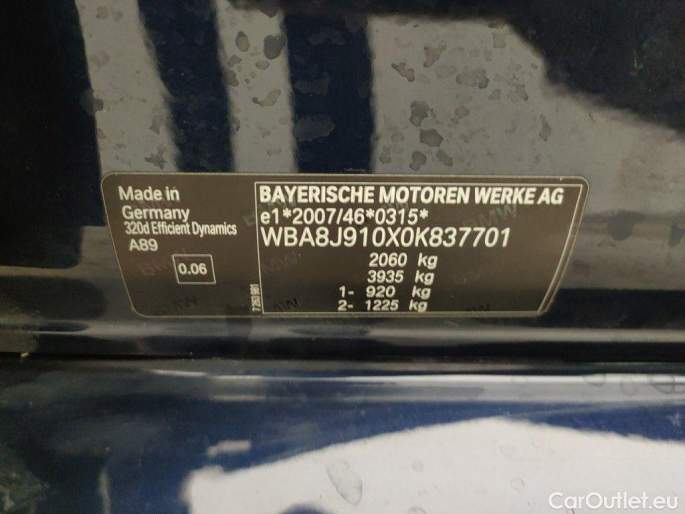 Made in
Germany
320d Efficient Dynamics
A89
0.06
BAYERISCHE MOTOREN WERKE AG
e1*2007/46*0315*
WBA8J910X0K837701
2060 kg
3935 kg
1- 920 kg
2- 1225 kg
CarOutlet.eu